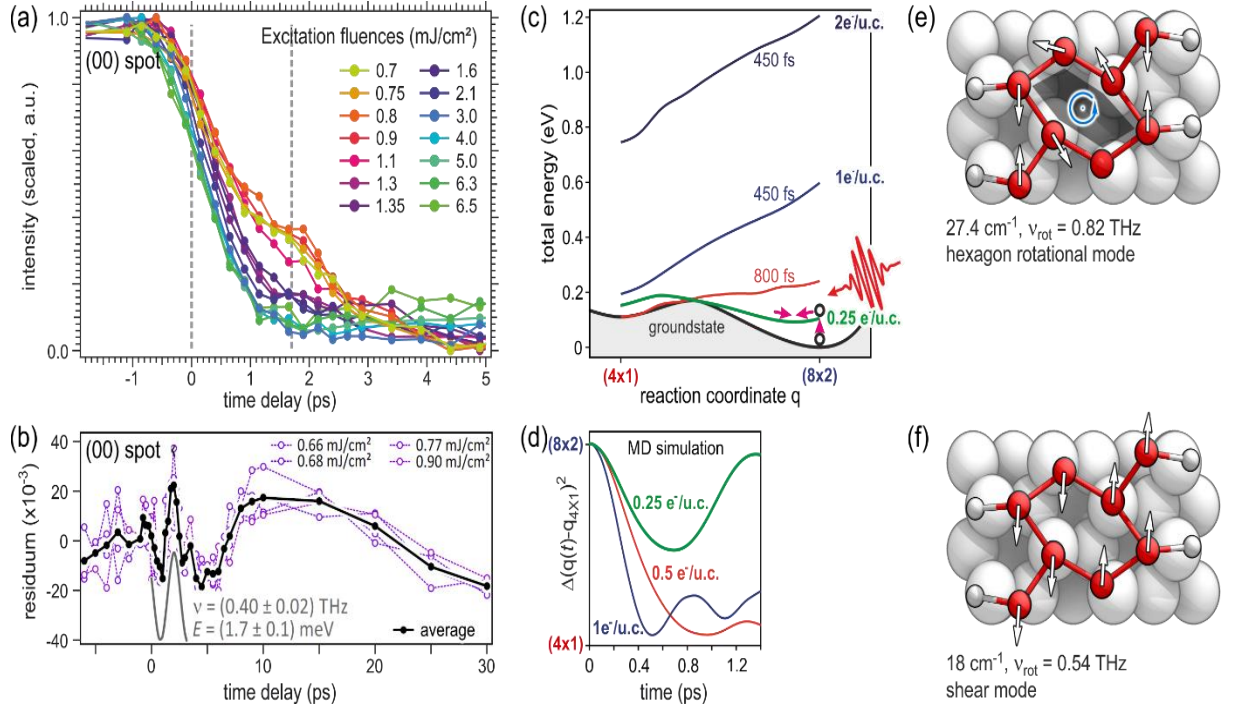 (a)
(00) spot
Excitation fluences (mJ/cm²)
0.7
0.75
0.8
0.9
1.1
1.3
1.35
1.6
2.1
3.0
4.0
5.0
6.3
6.5
intensity (scaled, a.u.)
1.0
0.0
-1 0 1 2 3 4 5
time delay (ps)
(b)
(00) spot
0.66 mJ/cm² 0.77 mJ/cm²
0.68 mJ/cm² 0.90 mJ/cm²
residuum (x10⁻³)
40
20
0
-20
-40
ν = (0.40 ± 0.02) THz
E = (1.7 ± 0.1) meV
average
0 10 20 30
time delay (ps)
(c)
total energy (eV)
1.2
1.0
0.8
0.6
0.4
0.2
0
2e⁻/u.c.
450 fs
1e⁻/u.c.
450 fs
800 fs
0.25 e⁻/u.c.
groundstate
(4x1) (8x2)
reaction coordinate q
(d)
MD simulation
(8x2)
(4x1)
Δ(q(t)-q₄ₓ₁)²
0.25 e⁻/u.c.
0.5 e⁻/u.c.
1e⁻/u.c.
0 0.4 0.8 1.2
time (ps)
(e)
27.4 cm⁻¹, νrot = 0.82 THz
hexagon rotational mode
(f)
18 cm⁻¹, νrot = 0.54 THz
shear mode